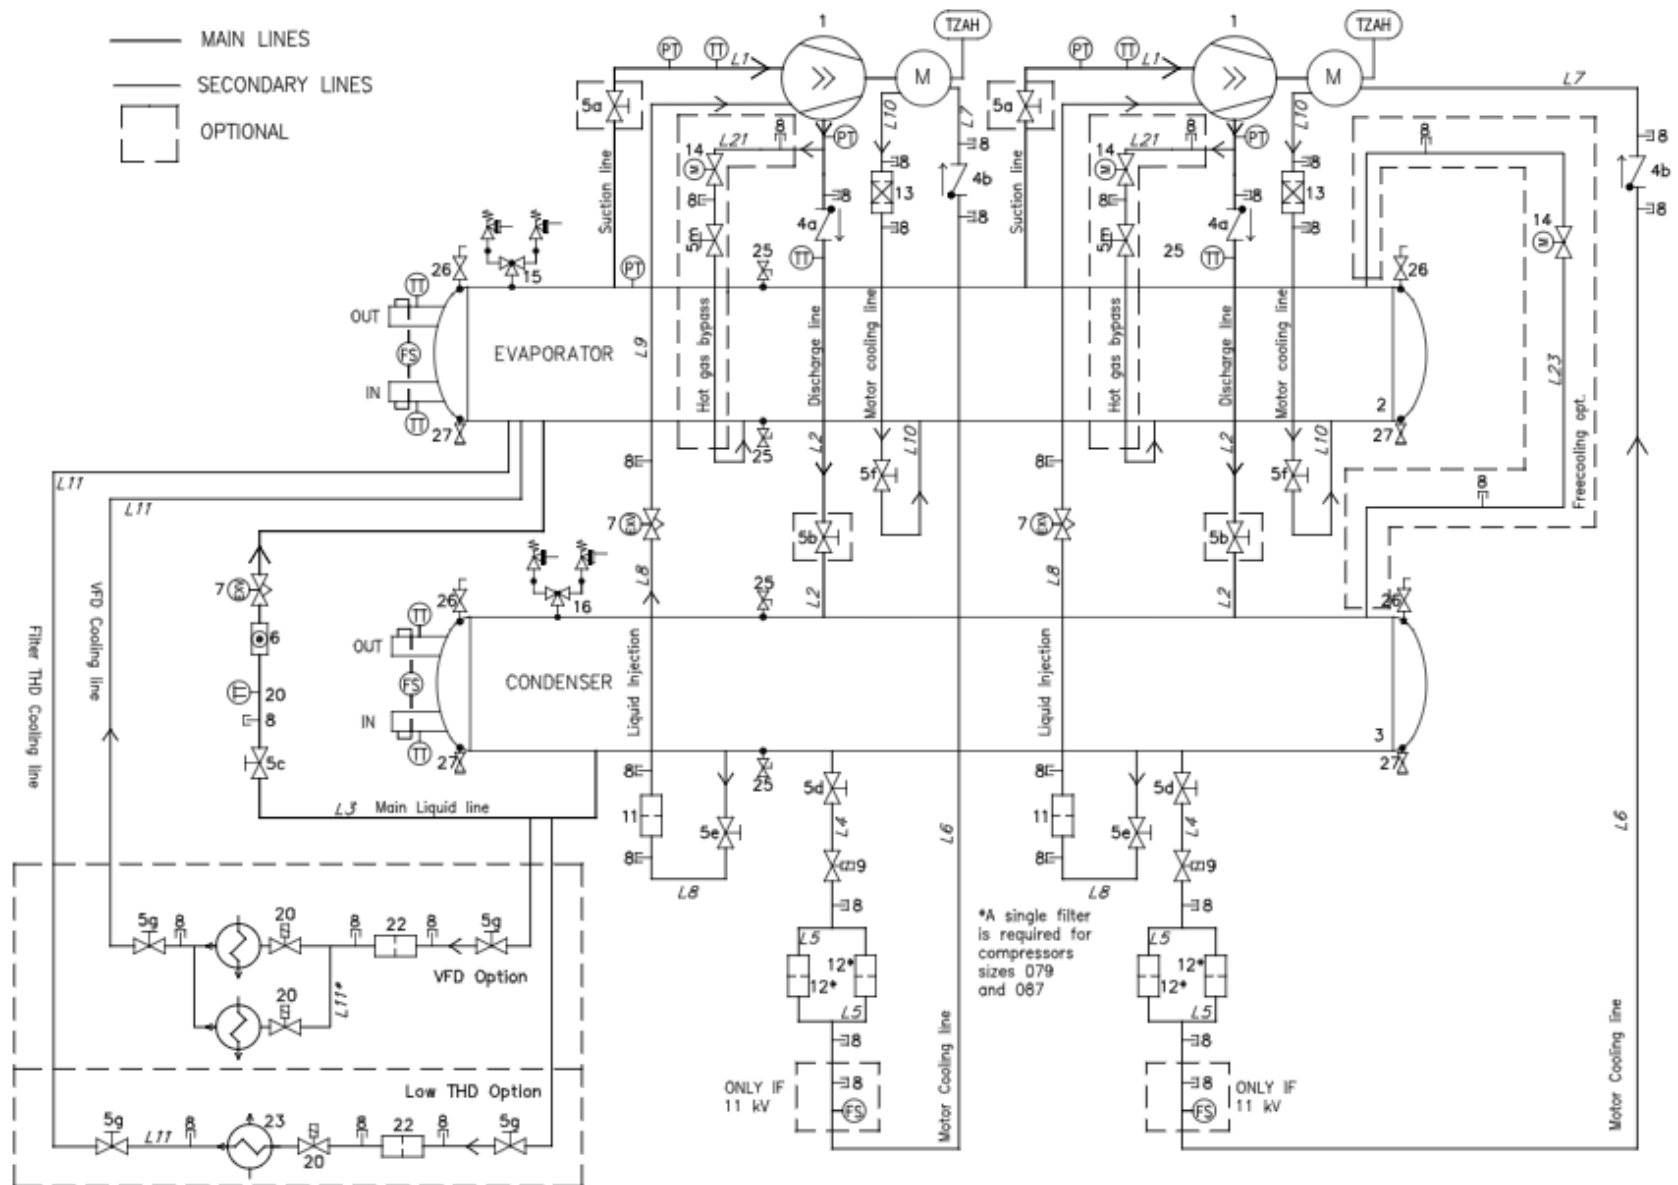 MAIN LINES
SECONDARY LINES
OPTIONAL
1
TZAH
PT
TT
L1
M
5a
L10
L7
8
L21
PT
14
M
8
8
4b
8
13
8
8
5m
4a
8
TT
Suction line
25
15
26
TT
PT
OUT
FS
IN
TT
27
EVAPORATOR
L9
Hot gas bypass
Discharge line
Motor cooling line
25
L2
L10
8
5f
7
EXV
5b
L8
L2
1
TZAH
PT
TT
L1
M
5a
L10
L7
8
L21
PT
14
M
8
8
4b
8
13
8
8
5m
4a
8
25
TT
Suction line
8
14
M
26
L23
Freecooling opt.
2
27
Hot gas bypass
Discharge line
Motor cooling line
L2
L10
8
5f
8
7
EXV
5b
L8
L2
L11
L11
VFD Cooling line
Filter THD Cooling line
7
EXV
6
TT
20
8
5c
L3 Main Liquid line
16
26
TT
OUT
FS
IN
TT
27
CONDENSER
Liquid Injection
25
25
Liquid Injection
26
3
27
8
11
8
5e
L8
5d
L4
9
8
L5
12*
12*
L5
8
ONLY IF
11 kV
8
FS
L6
Motor Cooling line
8
11
8
5e
L8
5d
L4
9
8
*A single filter
is required for
compressors
sizes 079
and 087
L5
12*
12*
L5
8
8
FS
ONLY IF
11 kV
L6
Motor Cooling line
5g
8
20
8
22
8
5g
VFD Option
20
L11*
Low THD Option
5g
L11
8
23
20
8
22
8
5g